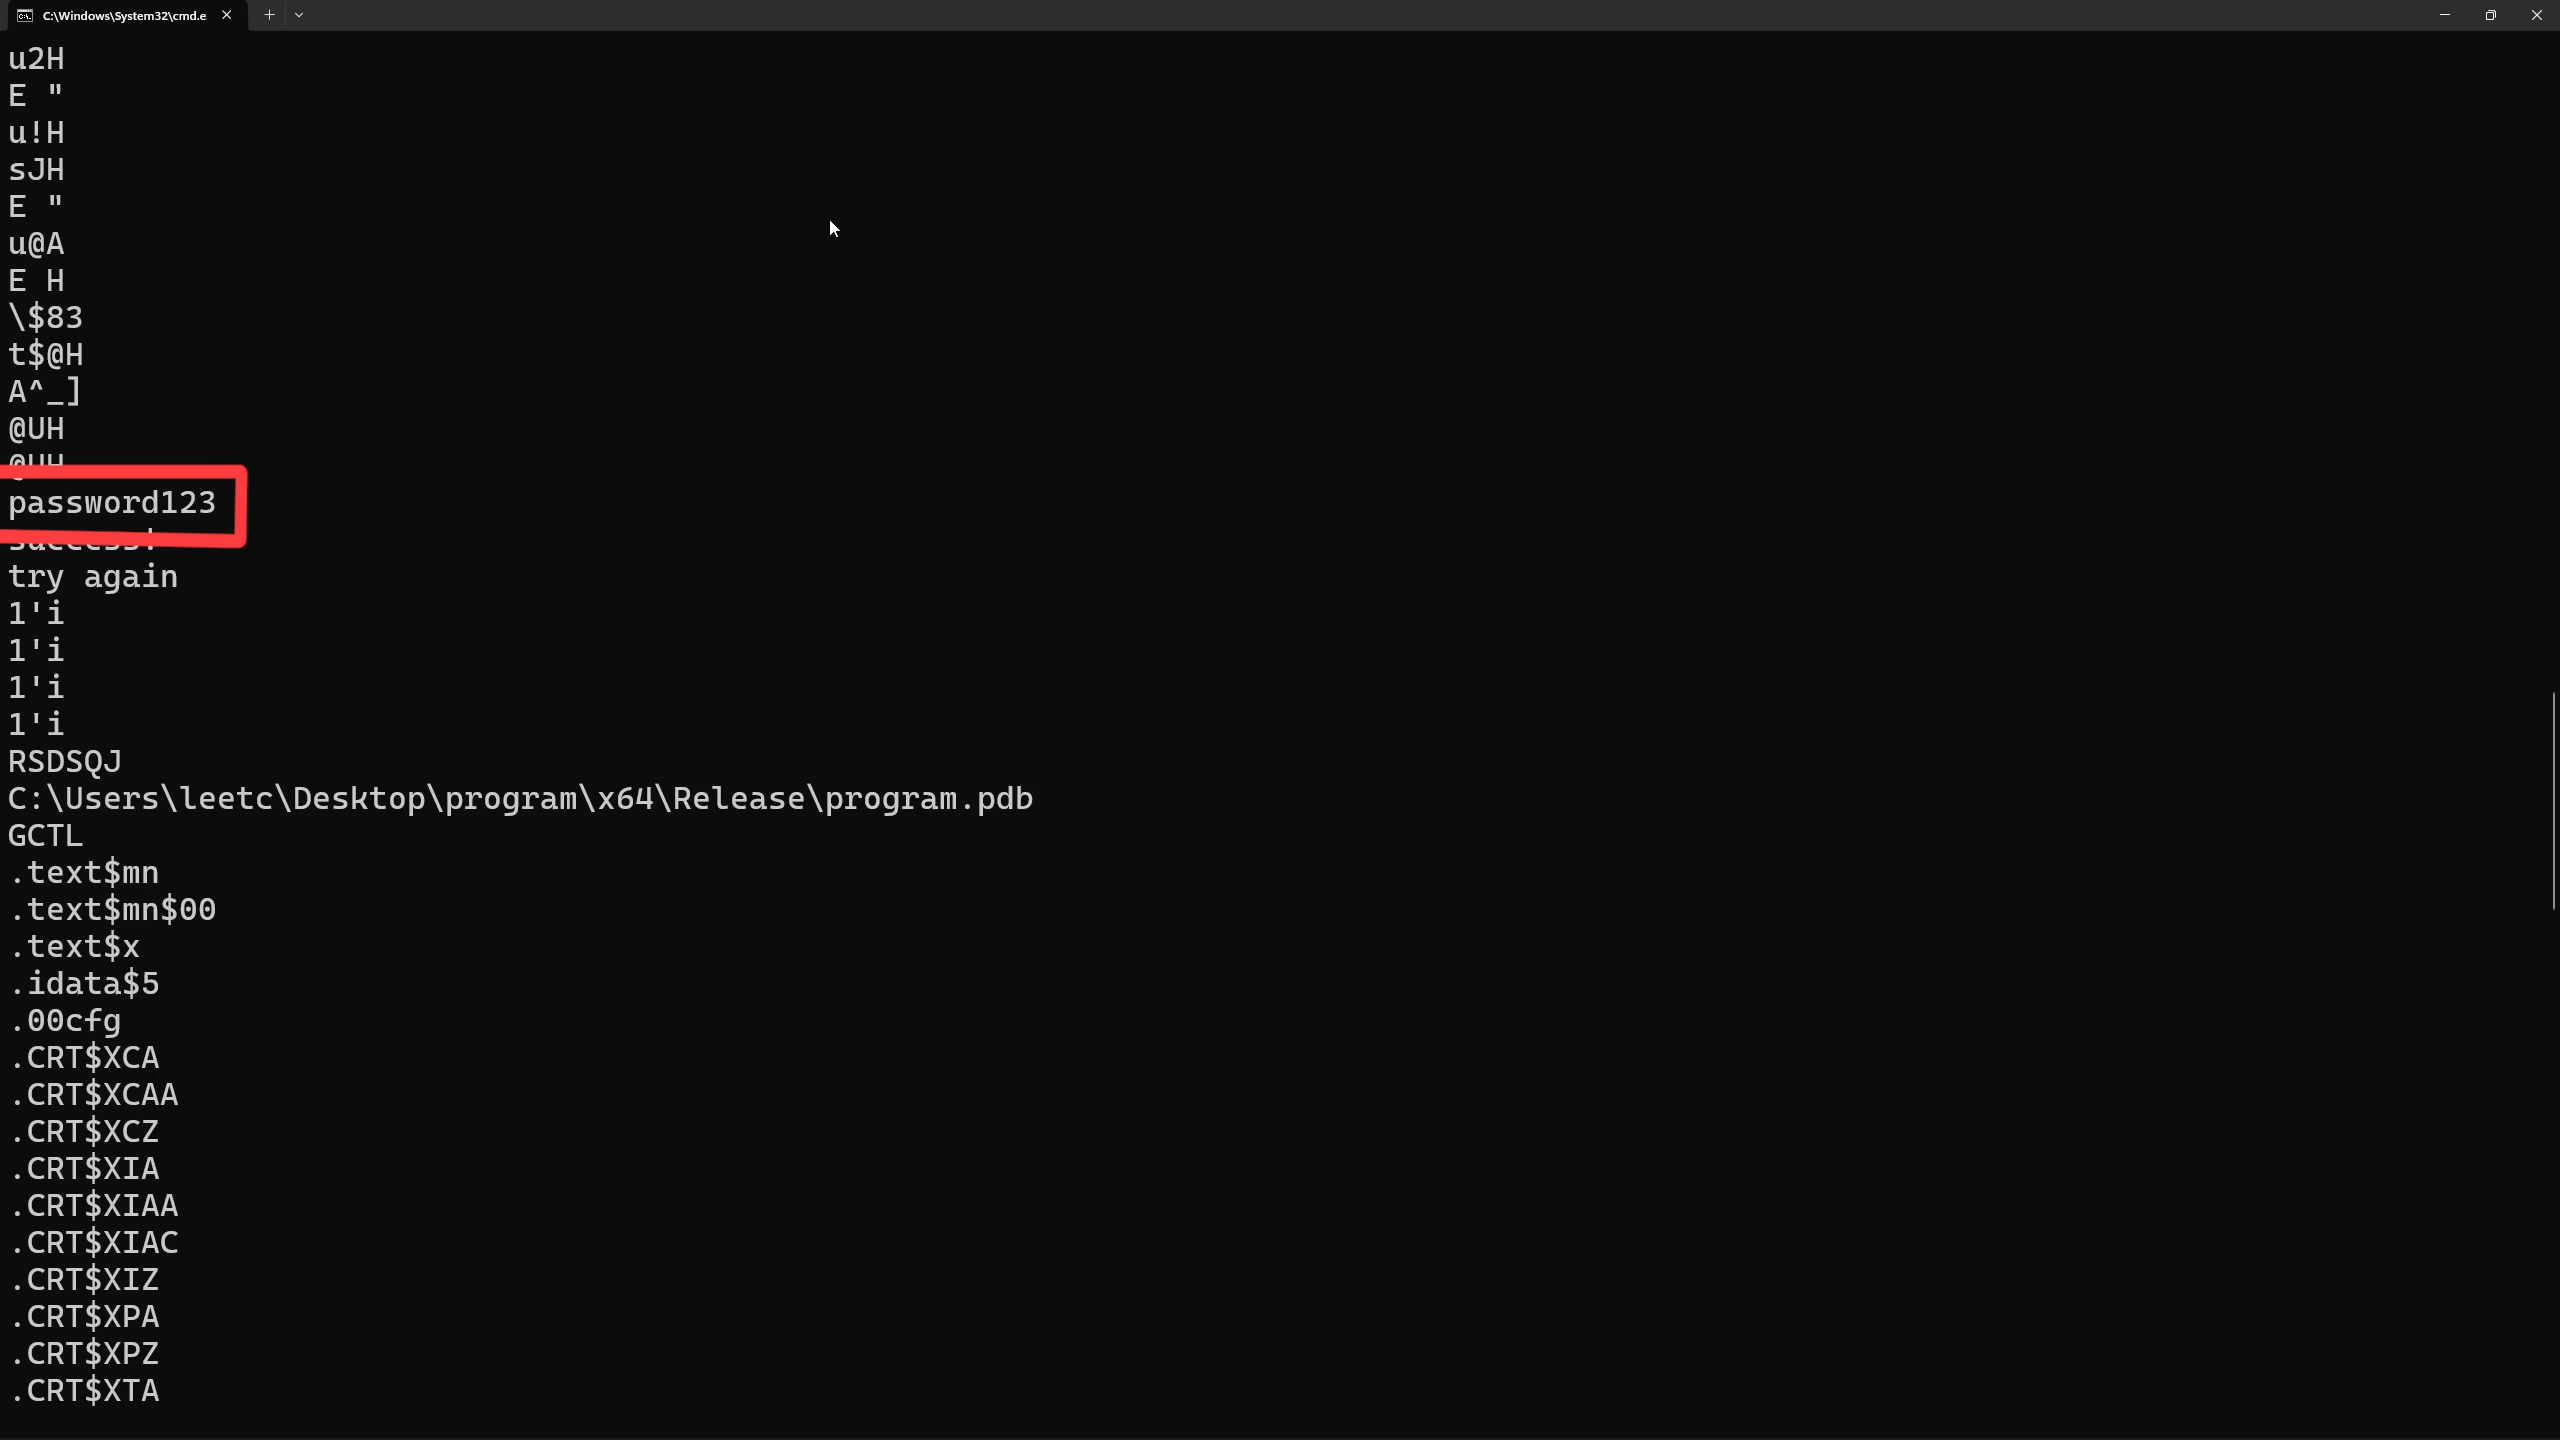 C:\Windows\System32\cmd.e
u2H
E "
u!H
sJH
E "
u@A
E H
\$83
t$@H
A^_]
@UH
@UH
password123
success!
try again
1'i
1'i
1'i
1'i
RSDSQJ
C:\Users\leetc\Desktop\program\x64\Release\program.pdb
GCTL
.text$mn
.text$mn$00
.text$x
.idata$5
.00cfg
.CRT$XCA
.CRT$XCAA
.CRT$XCZ
.CRT$XIA
.CRT$XIAA
.CRT$XIAC
.CRT$XIZ
.CRT$XPA
.CRT$XPZ
.CRT$XTA